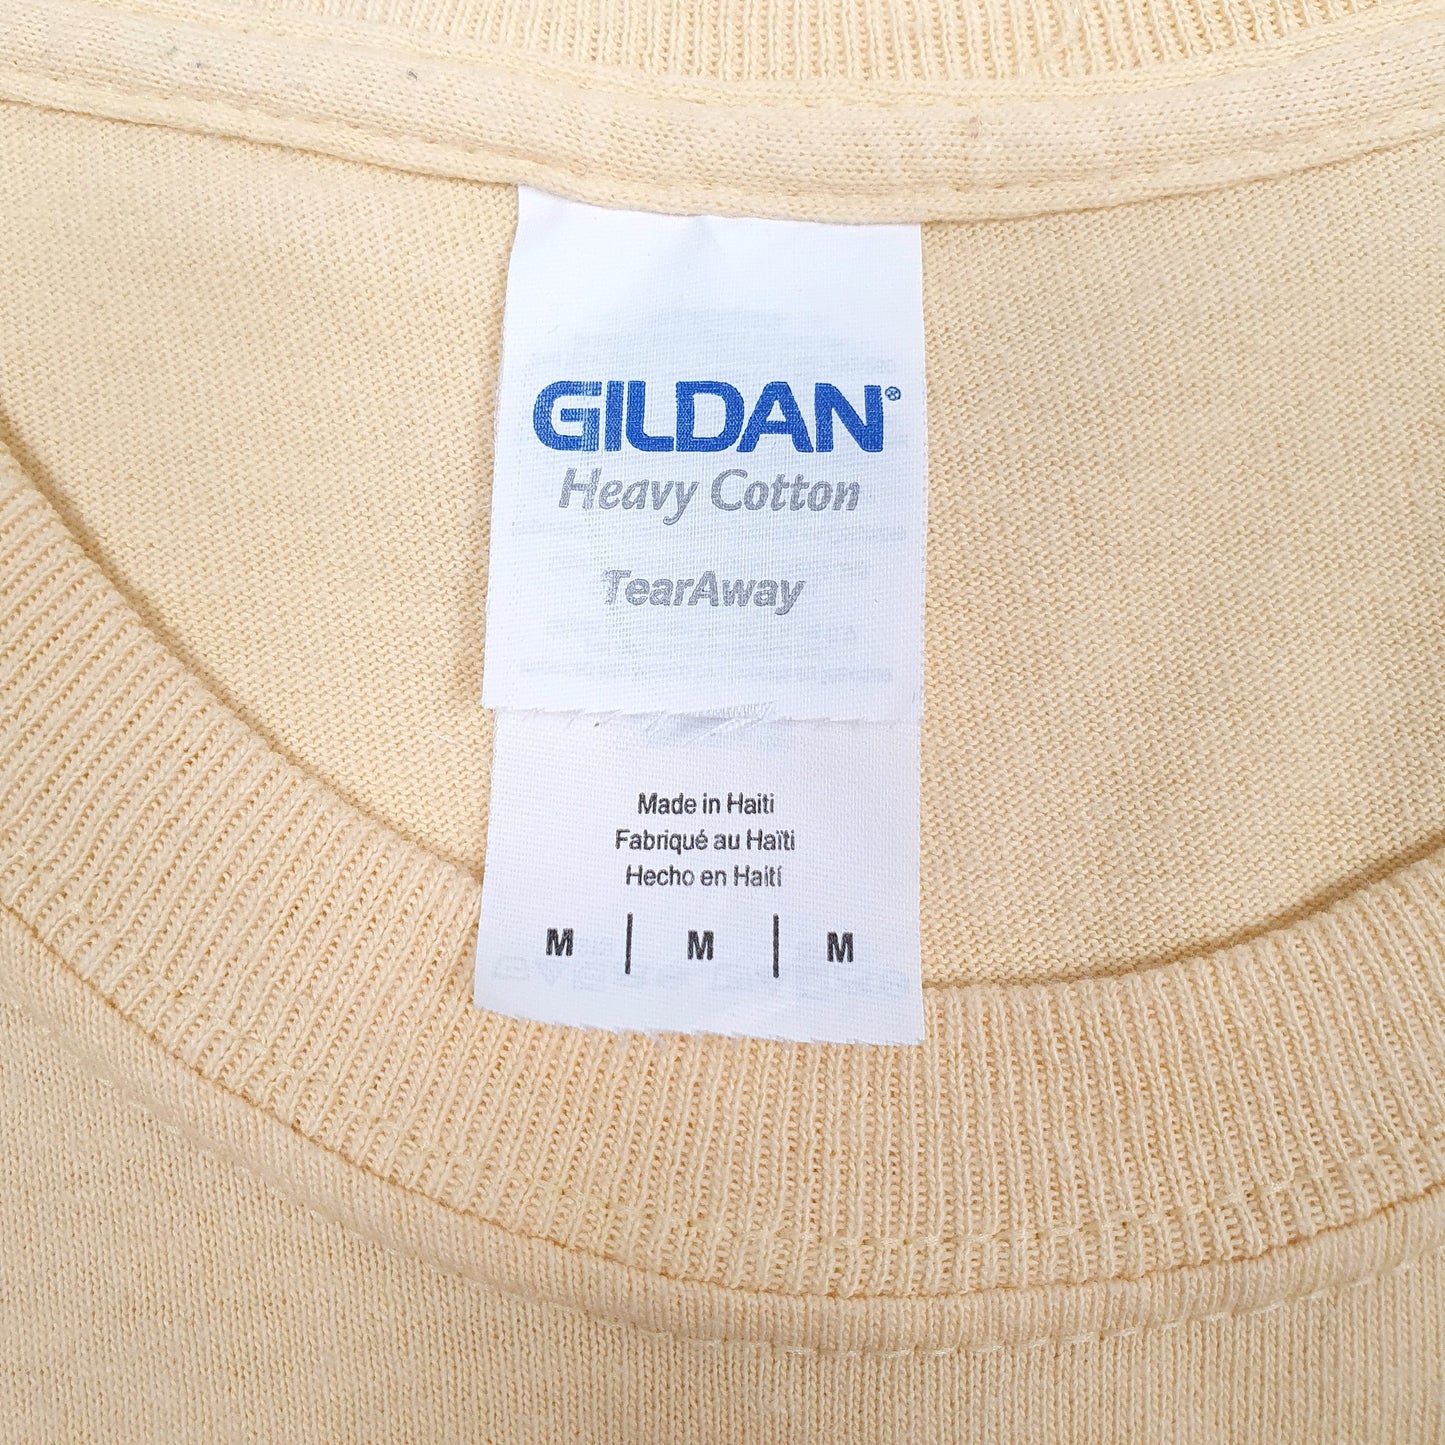 GILDAN®
Heavy Cotton
TearAway
Made in Haiti
Fabriqué au Haïti
Hecho en Haití
M | M | M